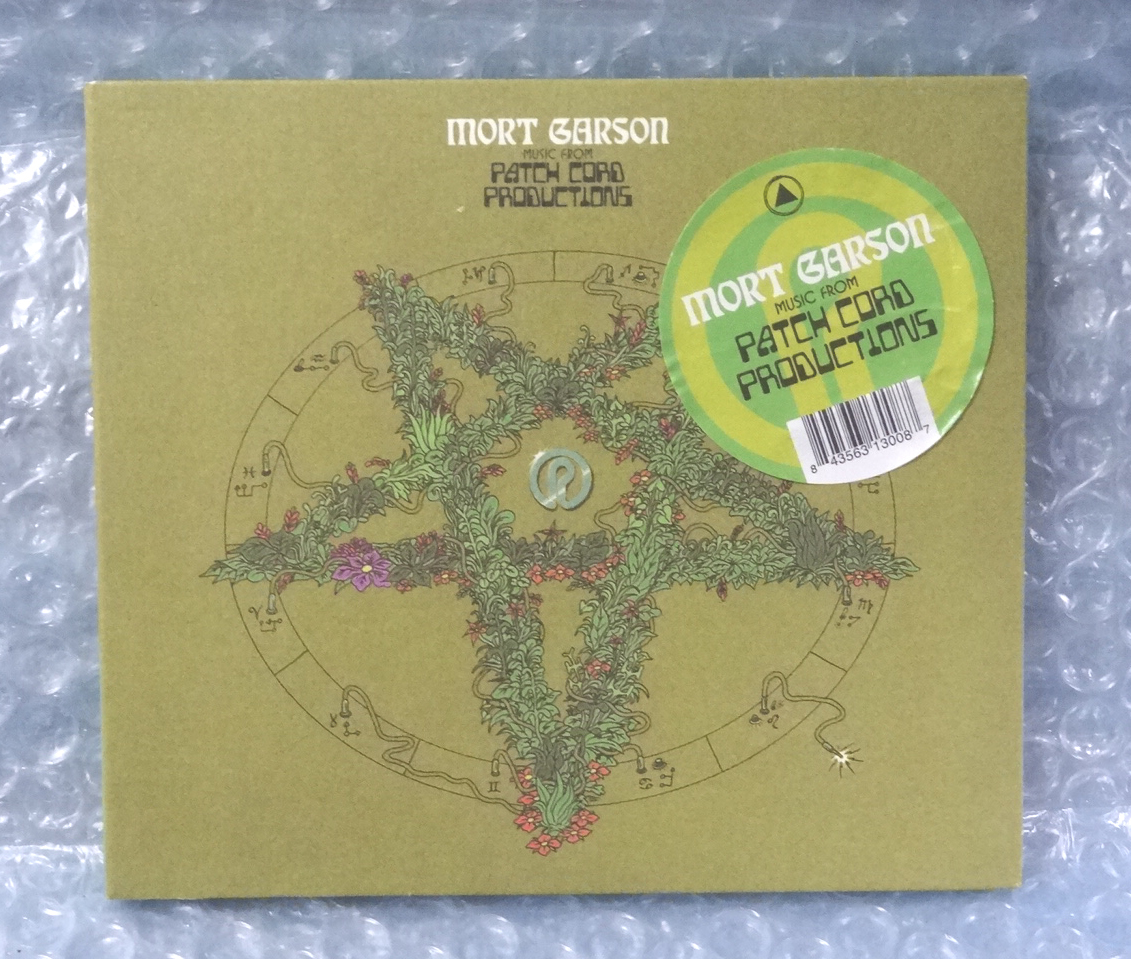 MORT GARSON
MUSIC FROM
PATCH CORD
PRODUCTIONS
MORT GARSON
MUSIC FROM
PATCH CORD
PRODUCTIONS
8 43563 13008 7